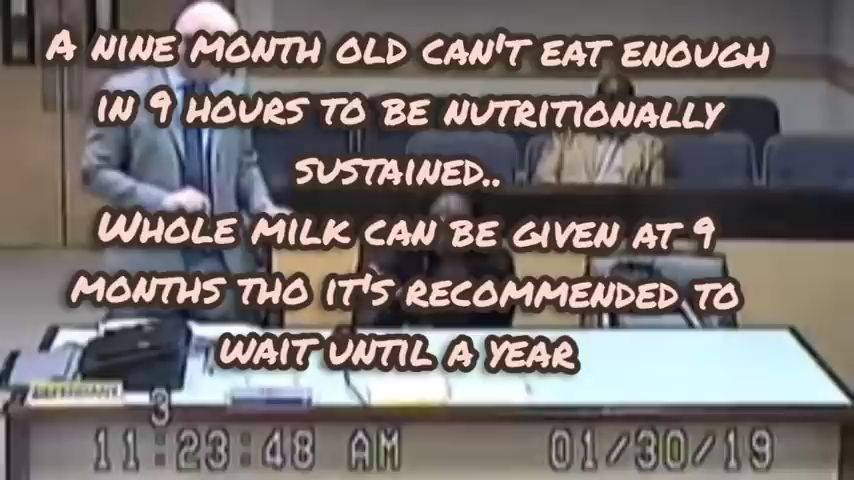 A NINE MONTH OLD CAN'T EAT ENOUGH
IN 9 HOURS TO BE NUTRITIONALLY
SUSTAINED..
WHOLE MILK CAN BE GIVEN AT 9
MONTHS THO IT'S RECOMMENDED TO
WAIT UNTIL A YEAR
DEFENDANT
3
11:23:48 AM 01/30/19